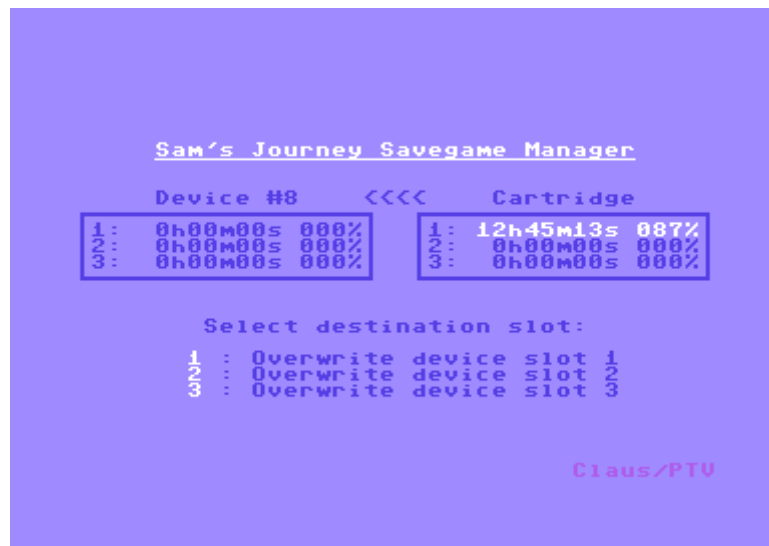 Sam's Journey Savegame Manager
Device #8 <<<< Cartridge
1: 0h00m00s 000% 1: 12h45m13s 087%
2: 0h00m00s 000% 2: 0h00m00s 000%
3: 0h00m00s 000% 3: 0h00m00s 000%
Select destination slot:
1 : Overwrite device slot 1
2 : Overwrite device slot 2
3 : Overwrite device slot 3
Claus/PTV